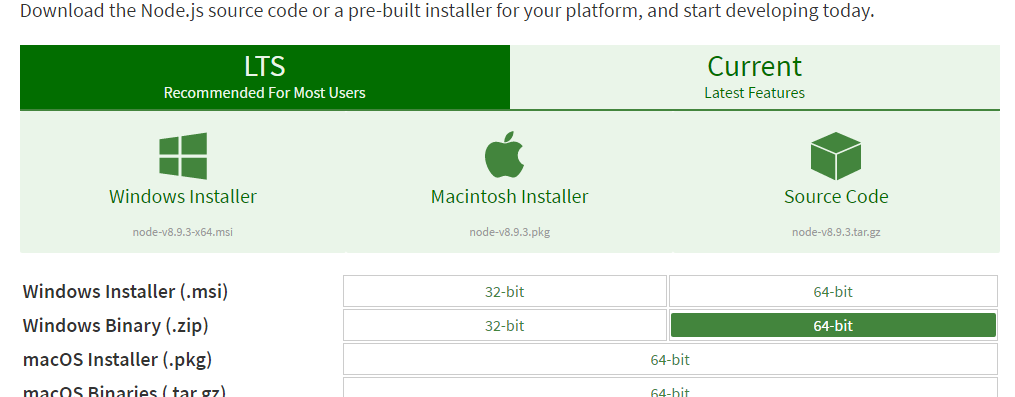 Download the Node.js source code or a pre-built installer for your platform, and start developing today.
LTS
Recommended For Most Users
Current
Latest Features
Windows Installer
node-v8.9.3-x64.msi
Macintosh Installer
node-v8.9.3.pkg
Source Code
node-v8.9.3.tar.gz
Windows Installer (.msi) 32-bit 64-bit
Windows Binary (.zip) 32-bit 64-bit
macOS Installer (.pkg) 64-bit
macOS Binaries (.tar.gz) 64-bit